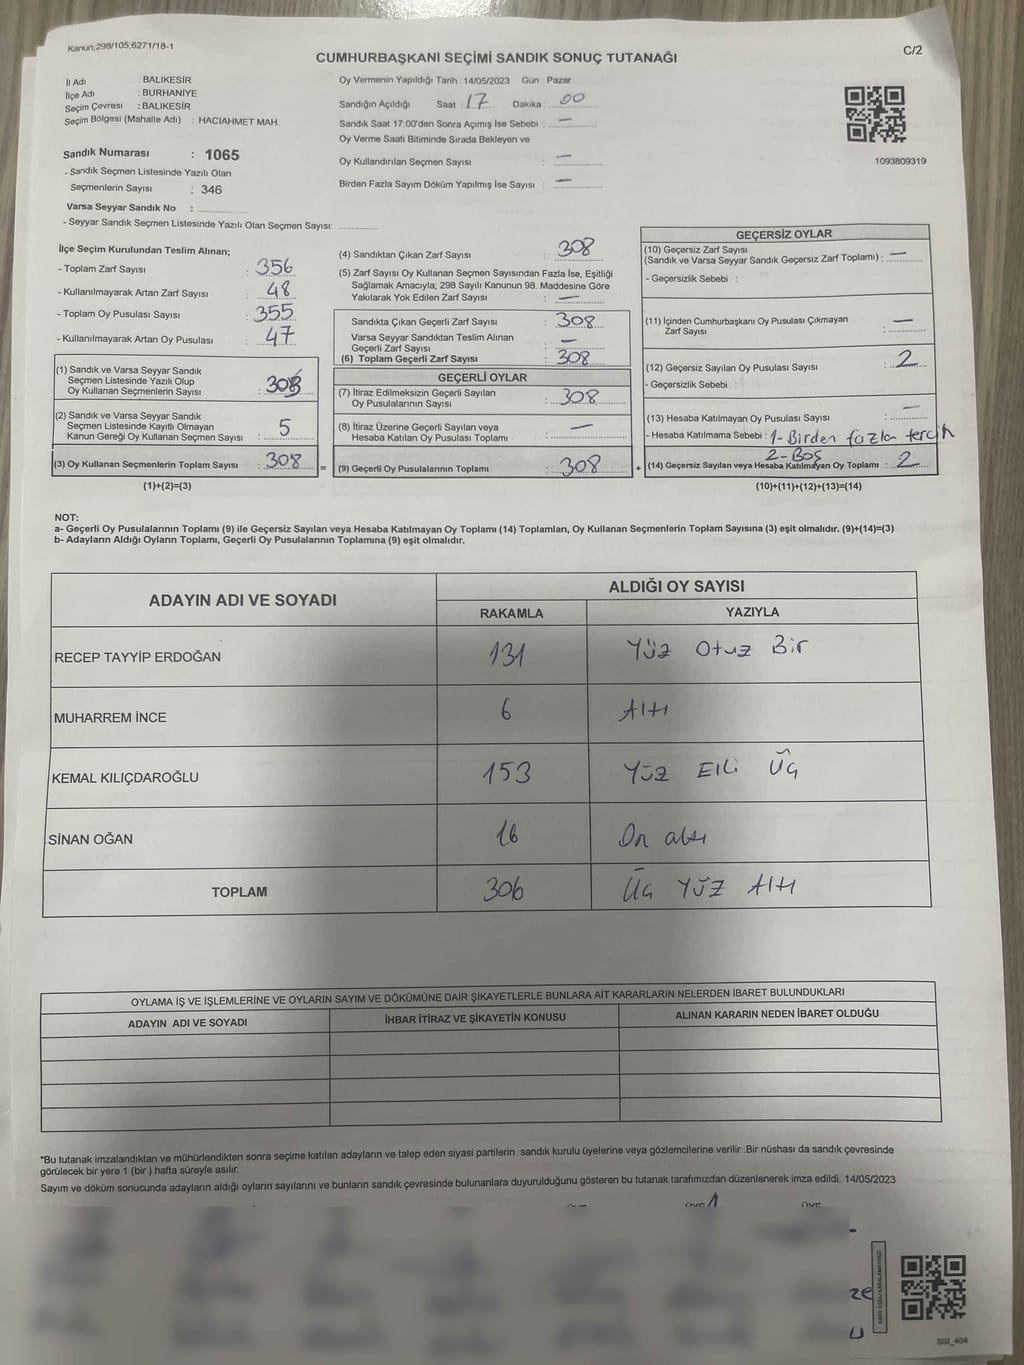 Kanun;298/105,6271/18-1
C/2
CUMHURBAŞKANI SEÇİMİ SANDIK SONUÇ TUTANAĞI
İl Adı : BALIKESİR
İlçe Adı : BURHANİYE
Seçim Çevresi : BALIKESİR
Seçim Bölgesi (Mahalle Adı) : HACIAHMET MAH.
Oy Vermenin Yapıldığı Tarih : 14/05/2023 Gün : Pazar
Sandığın Açıldığı Saat : 17 Dakika : 00
Sandık Saat 17:00'den Sonra Açımış İse Sebebi : —
Oy Verme Saati Bitiminde Sırada Bekleyen ve
Oy Kullandırılan Seçmen Sayısı : —
Birden Fazla Sayım Döküm Yapılmış İse Sayısı : —
1093809319
Sandık Numarası : 1065
- Sandık Seçmen Listesinde Yazılı Olan
Seçmenlerin Sayısı : 346
Varsa Seyyar Sandık No :
- Seyyar Sandık Seçmen Listesinde Yazılı Olan Seçmen Sayısı:
İlçe Seçim Kurulundan Teslim Alınan;
- Toplam Zarf Sayısı : 356
- Kullanılmayarak Artan Zarf Sayısı : 48
- Toplam Oy Pusulası Sayısı : 355
- Kullanılmayarak Artan Oy Pusulası : 47
(1) Sandık ve Varsa Seyyar Sandık
Seçmen Listesinde Yazılı Olup
Oy Kullanan Seçmenlerin Sayısı :
(2) Sandık ve Varsa Seyyar Sandık
Seçmen Listesinde Kayıtlı Olmayan
Kanun Gereği Oy Kullanan Seçmen Sayısı : 5
(3) Oy Kullanan Seçmenlerin Toplam Sayısı : 308
(1)+(2)=(3)
(4) Sandıktan Çıkan Zarf Sayısı : 308
(5) Zarf Sayısı Oy Kullanan Seçmen Sayısından Fazla İse, Eşitliği
Sağlamak Amacıyla; 298 Sayılı Kanunun 98. Maddesine Göre
Yakılarak Yok Edilen Zarf Sayısı : —
Sandıkta Çıkan Geçerli Zarf Sayısı : 308
Varsa Seyyar Sandıktan Teslim Alınan
Geçerli Zarf Sayısı : —
(6) Toplam Geçerli Zarf Sayısı : 308
GEÇERLİ OYLAR
(7) İtiraz Edilmeksizin Geçerli Sayılan
Oy Pusulalarının Sayısı : 308
(8) İtiraz Üzerine Geçerli Sayılan veya
Hesaba Katılan Oy Pusulası Toplamı : —
= (9) Geçerli Oy Pusulalarının Toplamı : 308 +
GEÇERSİZ OYLAR
(10) Geçersiz Zarf Sayısı
(Sandık ve Varsa Seyyar Sandık Geçersiz Zarf Toplamı) : —
- Geçersizlik Sebebi :
(11) İçinden Cumhurbaşkanı Oy Pusulası Çıkmayan
Zarf Sayısı : —
(12) Geçersiz Sayılan Oy Pusulası Sayısı : 2
- Geçersizlik Sebebi :
(13) Hesaba Katılmayan Oy Pusulası Sayısı : —
- Hesaba Katılmama Sebebi : 1- Birden fazla tercih
2- Boş
(14) Geçersiz Sayılan veya Hesaba Katılmayan Oy Toplamı : 2
(10)+(11)+(12)+(13)=(14)
NOT:
a- Geçerli Oy Pusulalarının Toplamı (9) ile Geçersiz Sayılan veya Hesaba Katılmayan Oy Toplamı (14) Toplamları, Oy Kullanan Seçmenlerin Toplam Sayısına (3) eşit olmalıdır. (9)+(14)=(3)
b- Adayların Aldığı Oyların Toplamı, Geçerli Oy Pusulalarının Toplamına (9) eşit olmalıdır.
ADAYIN ADI VE SOYADI ALDIĞI OY SAYISI
RAKAMLA YAZIYLA
RECEP TAYYİP ERDOĞAN 131 Yüz Otuz Bir
MUHARREM İNCE 6 Altı
KEMAL KILIÇDAROĞLU 153 Yüz Elli Üç
SİNAN OĞAN 16 On altı
TOPLAM 306 Üç Yüz Altı
OYLAMA İŞ VE İŞLEMLERİNE VE OYLARIN SAYIM VE DÖKÜMÜNE DAİR ŞİKAYETLERLE BUNLARA AİT KARARLARIN NELERDEN İBARET BULUNDUKLARI
ADAYIN ADI VE SOYADI İHBAR İTİRAZ VE ŞİKAYETİN KONUSU ALINAN KARARIN NEDEN İBARET OLDUĞU
*Bu tutanak imzalandıktan ve mühürlendikten sonra seçime katılan adayların ve talep eden siyasi partilerin sandık kurulu üyelerine veya gözlemcilerine verilir .Bir nüshası da sandık çevresinde
görülecek bir yere 1 (bir ) hafta süreyle asılır.
Sayım ve döküm sonucunda adayların aldığı oyların sayılarını ve bunların sandık çevresinde bulunanlara duyurulduğunu gösteren bu tutanak tarafımızdan düzenlenerek imza edildi. 14/05/2023